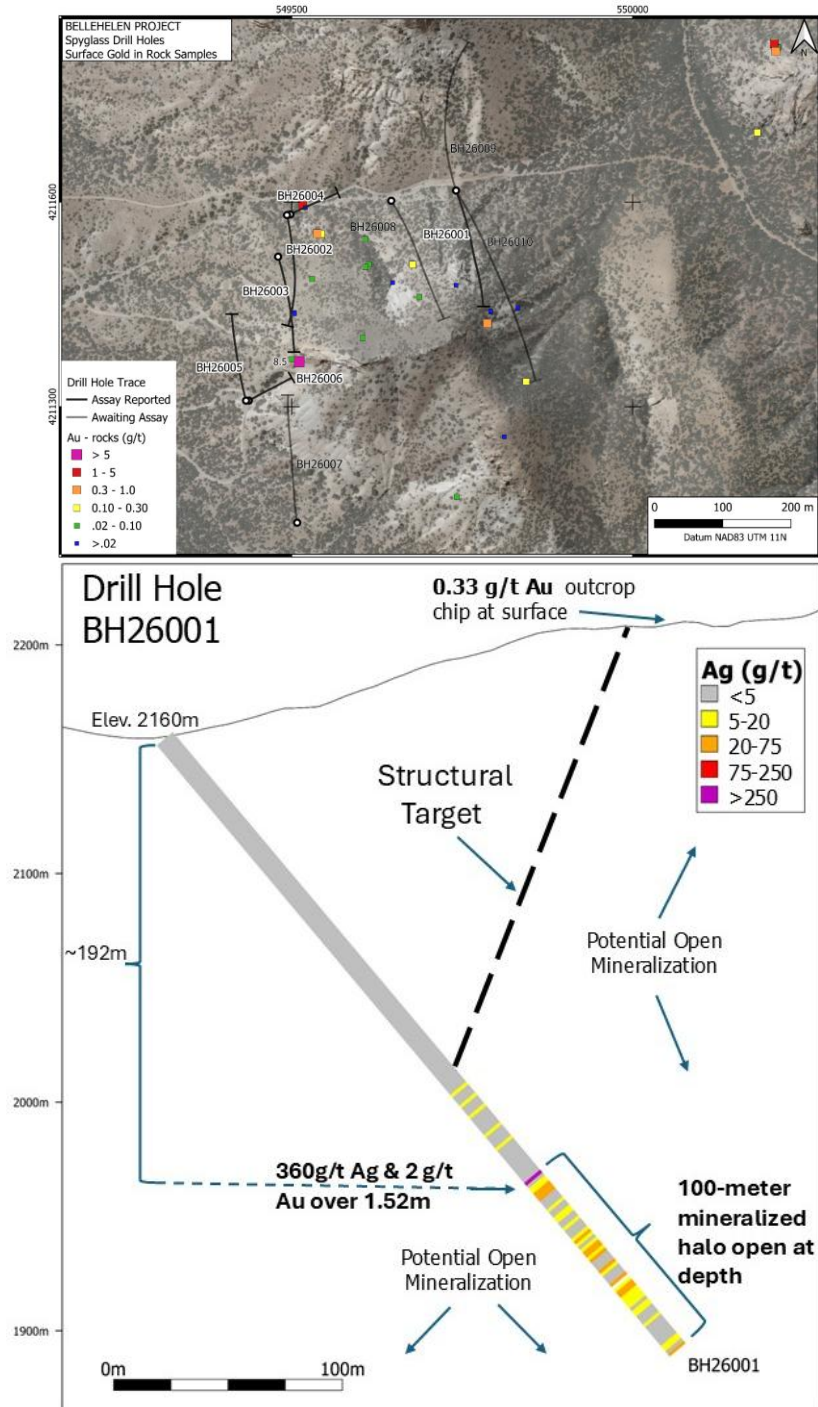 BELLEHELEN PROJECT
Spyglass Drill Holes
Surface Gold in Rock Samples
549500
550000
N
4211600
4211300
BH26009
BH26004
BH26008
BH26001
BH26002
BH26010
BH26003
8.5
BH26005
BH26006
BH26007
Drill Hole Trace
Assay Reported
Awaiting Assay
Au - rocks (g/t)
> 5
1 - 5
0.3 - 1.0
0.10 - 0.30
.02 - 0.10
>.02
0 100 200 m
Datum NAD83 UTM 11N
Drill Hole
BH26001
0.33 g/t Au outcrop
chip at surface
2200m
Elev. 2160m
Ag (g/t)
<5
5-20
20-75
75-250
>250
Structural
Target
2100m
~192m
Potential Open
Mineralization
2000m
360g/t Ag & 2 g/t
Au over 1.52m
100-meter
mineralized
halo open at
depth
Potential Open
Mineralization
1900m
0m 100m
BH26001